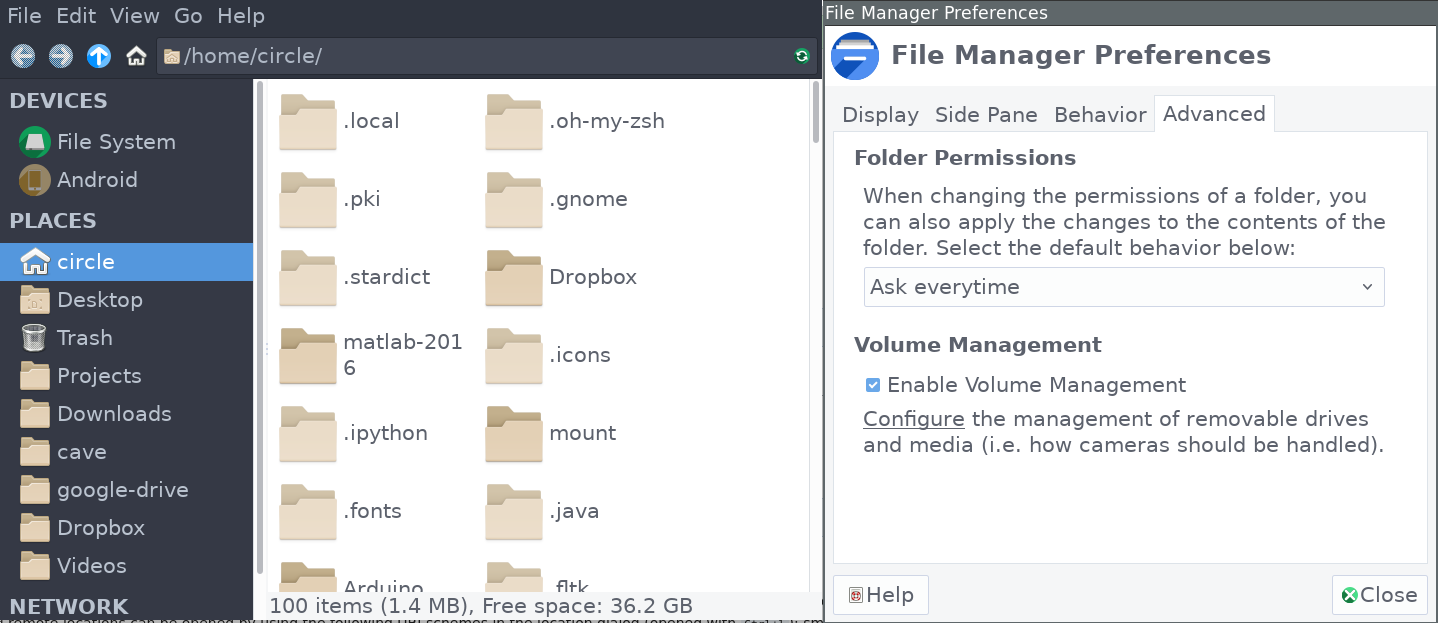 File Edit View Go Help
/home/circle/
DEVICES
File System
Android
PLACES
circle
Desktop
Trash
Projects
Downloads
cave
google-drive
Dropbox
Videos
NETWORK
.local
.oh-my-zsh
.pki
.gnome
.stardict
Dropbox
matlab-201
6
.icons
.ipython
mount
.fonts
.java
Arduino
.fltk
100 items (1.4 MB), Free space: 36.2 GB
File Manager Preferences
File Manager Preferences
Display Side Pane Behavior Advanced
Folder Permissions
When changing the permissions of a folder, you
can also apply the changes to the contents of the
folder. Select the default behavior below:
Ask everytime
Volume Management
Enable Volume Management
Configure the management of removable drives
and media (i.e. how cameras should be handled).
Help
Close